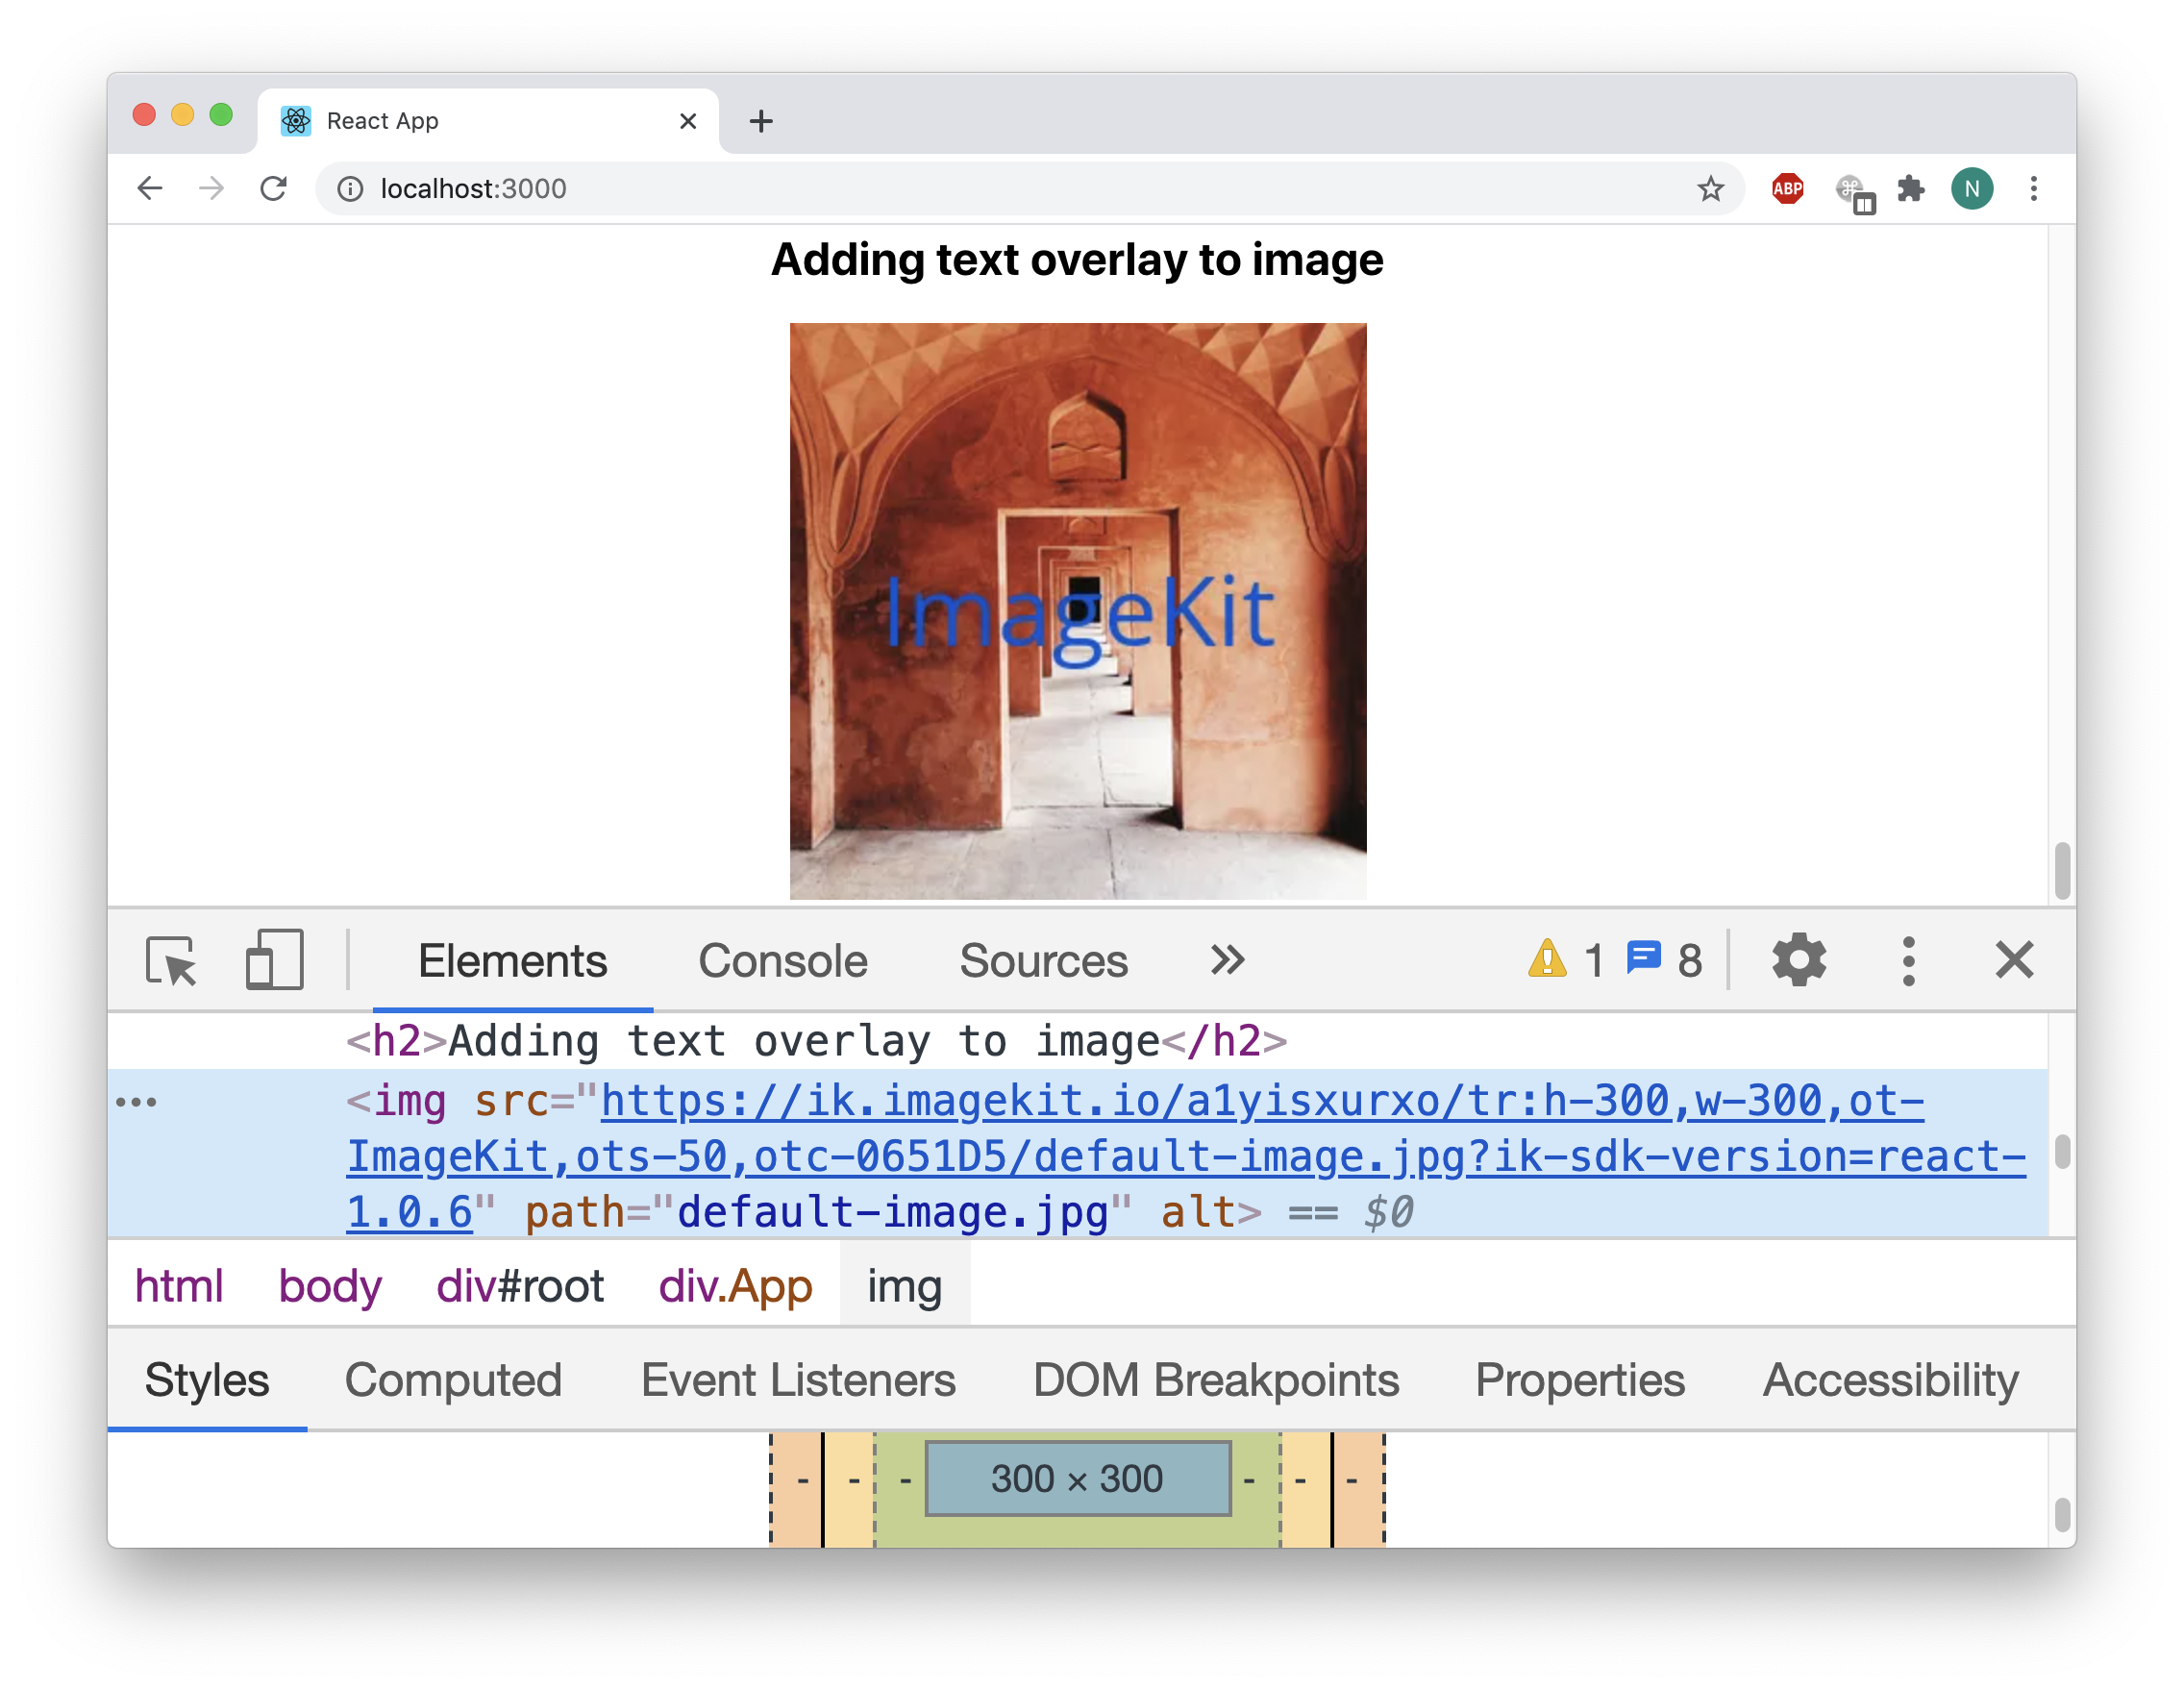 React App
localhost:3000
ABP
N
Adding text overlay to image
ImageKit
Elements Console Sources 1 8
<h2>Adding text overlay to image</h2>
<img src="https://ik.imagekit.io/a1yisxurxo/tr:h-300,w-300,ot-
ImageKit,ots-50,otc-0651D5/default-image.jpg?ik-sdk-version=react-
1.0.6" path="default-image.jpg" alt> == $0
html body div#root div.App img
Styles Computed Event Listeners DOM Breakpoints Properties Accessibility
- - - 300 × 300 - - -